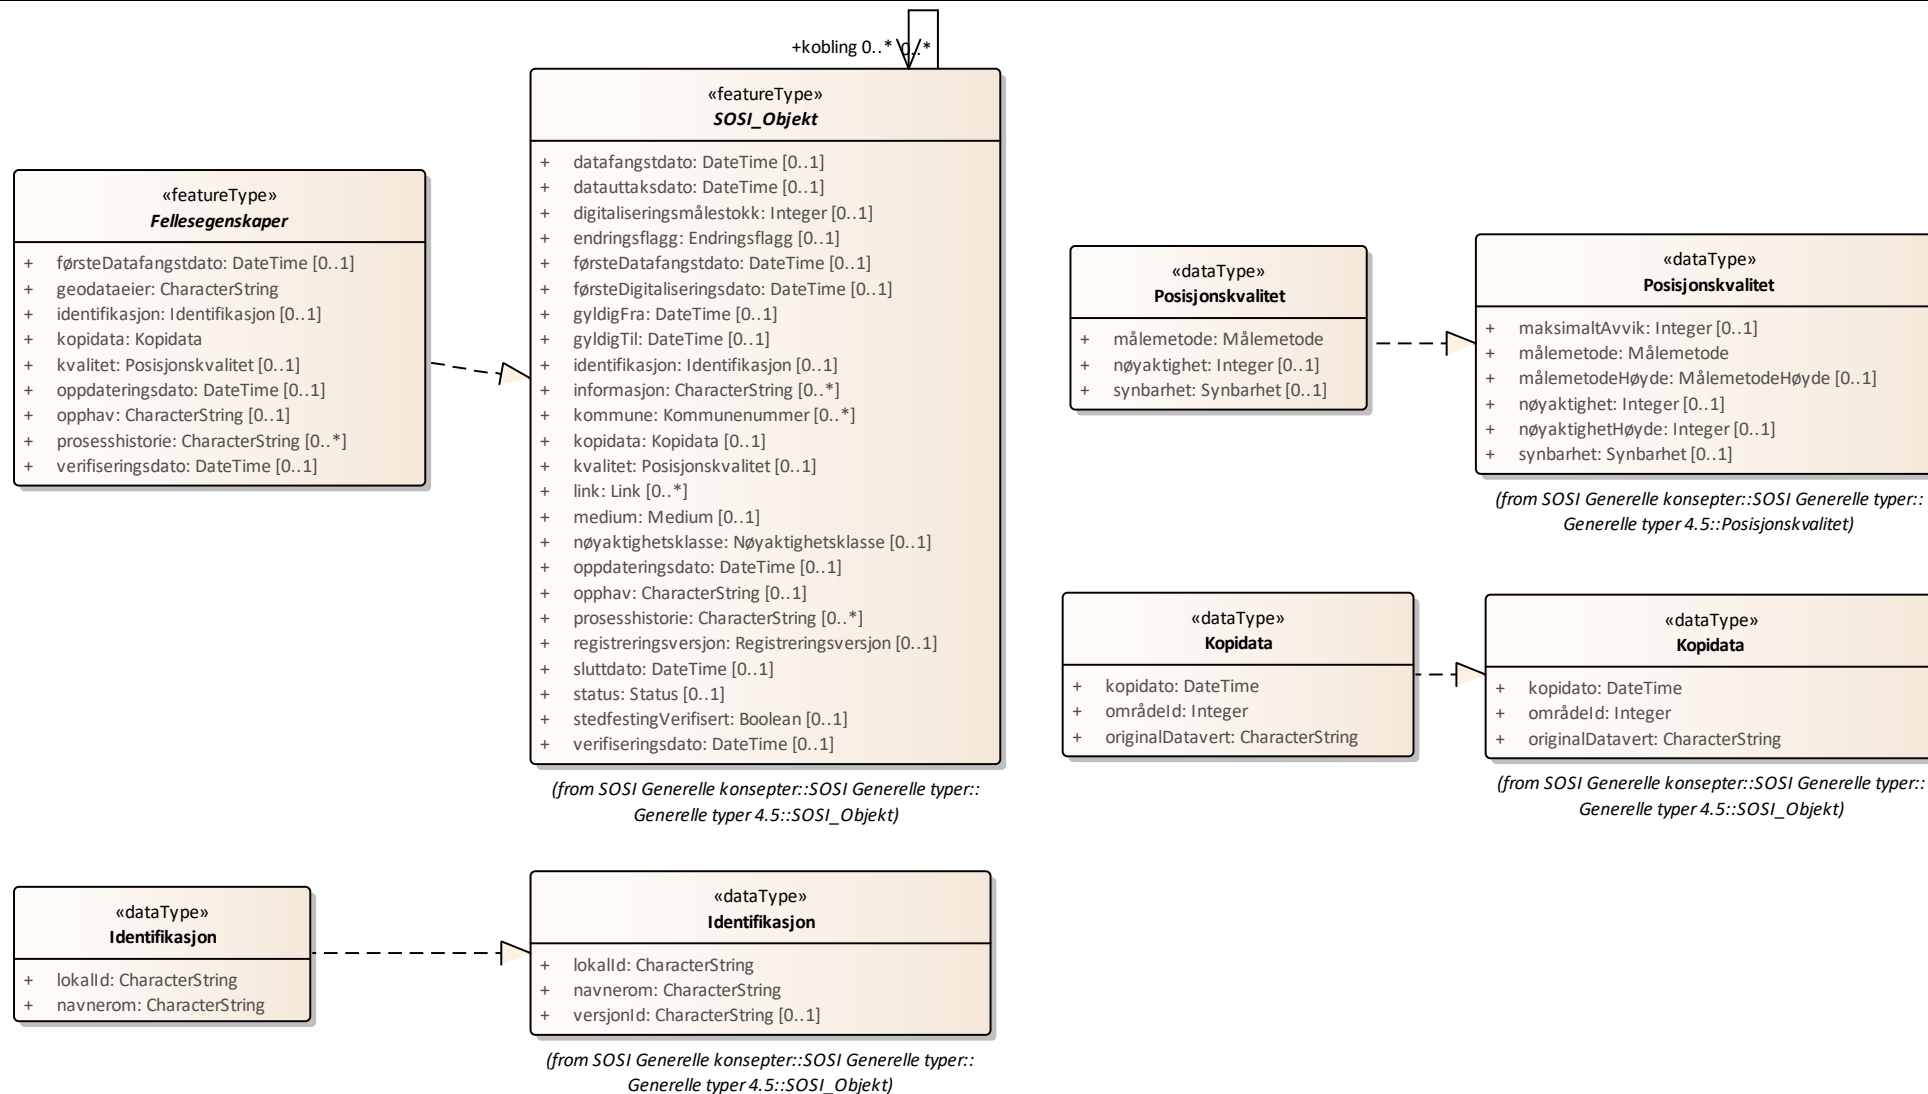 +kobling 0..* 0..*
«featureType»
SOSI_Objekt
+ datafangstdato: DateTime [0..1]
+ datauttaksdato: DateTime [0..1]
+ digitaliseringsmålestokk: Integer [0..1]
+ endringsflagg: Endringsflagg [0..1]
+ førsteDatafangstdato: DateTime [0..1]
+førsteDigitaliseringsdato: DateTime [0..1]
+ gyldigFra: DateTime [0..1]
+ gyldigTil: DateTime [0..1]
+ identifikasjon: Identifikasjon [0..1]
+ informasjon: CharacterString [0..*]
+ kommune: Kommunenummer [0..*]
+ kopidata: Kopidata [0..1]
+ kvalitet: Posisjonskvalitet [0..1]
+ link: Link [0..*]
+ medium: Medium [0..1]
+ nøyaktighetsklasse: Nøyaktighetsklasse [0..1]
+ oppdateringsdato: DateTime [0..1]
+ opphav: CharacterString [0..1]
+ prosesshistorie: CharacterString [0..*]
+ registreringsversjon: Registreringsversjon [0..1]
+ sluttdato: DateTime [0..1]
+ status: Status [0..1]
+ stedfestingVerifisert: Boolean [0..1]
+ verifiseringsdato: DateTime [0..1]
(from SOSI Generelle konsepter::SOSI Generelle typer::
Generelle typer 4.5::SOSI_Objekt)
«featureType»
Fellesegenskaper
+førsteDatafangstdato: DateTime [0..1]
+ geodataeier: CharacterString
+ identifikasjon: Identifikasjon [0..1]
+ kopidata: Kopidata
+ kvalitet: Posisjonskvalitet [0..1]
+ oppdateringsdato: DateTime [0..1]
+ opphav: CharacterString [0..1]
+ prosesshistorie: CharacterString [0..*]
+ verifiseringsdato: DateTime [0..1]
«dataType»
Posisjonskvalitet
+ målemetode: Målemetode
+ nøyaktighet: Integer [0..1]
+ synbarhet: Synbarhet [0..1]
«dataType»
Posisjonskvalitet
+ maksimaltAvvik: Integer [0..1]
+ målemetode: Målemetode
+ målemetodeHøyde: MålemetodeHøyde [0..1]
+ nøyaktighet: Integer [0..1]
+ nøyaktighetHøyde: Integer [0..1]
+ synbarhet: Synbarhet [0..1]
(from SOSI Generelle konsepter::SOSI Generelle typer::
Generelle typer 4.5::Posisjonskvalitet)
«dataType»
Kopidata
+ kopidato: DateTime
+ områdeId: Integer
+ originalDatavert: CharacterString
«dataType»
Kopidata
+ kopidato: DateTime
+ områdeId: Integer
+ originalDatavert: CharacterString
(from SOSI Generelle konsepter::SOSI Generelle typer::
Generelle typer 4.5::SOSI_Objekt)
«dataType»
Identifikasjon
+ lokalId: CharacterString
+ navnerom: CharacterString
«dataType»
Identifikasjon
+ lokalId: CharacterString
+ navnerom: CharacterString
+ versjonId: CharacterString [0..1]
(from SOSI Generelle konsepter::SOSI Generelle typer::
Generelle typer 4.5::SOSI_Objekt)